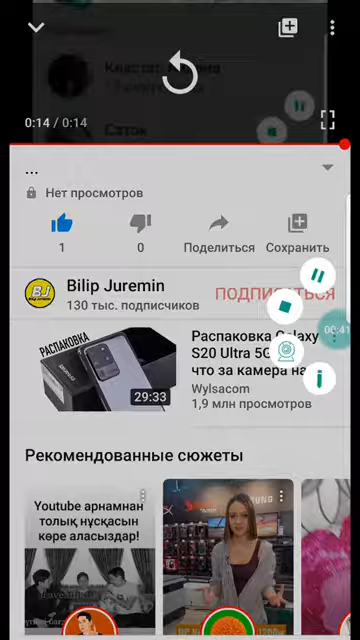 0:14 / 0:14
...
Нет просмотров
1
0
Поделиться
Сохранить
Bilip Juremin
130 тыс. подписчиков
ПОДПИСАТЬСЯ
00:41
РАСПАКОВКА
29:33
Распаковка Galaxy
S20 Ultra 5G
что за камера на
Wylsacom
1,9 млн просмотров
Рекомендованные сюжеты
Youtube арнамнан
толық нұсқасын
көре аласыздар!